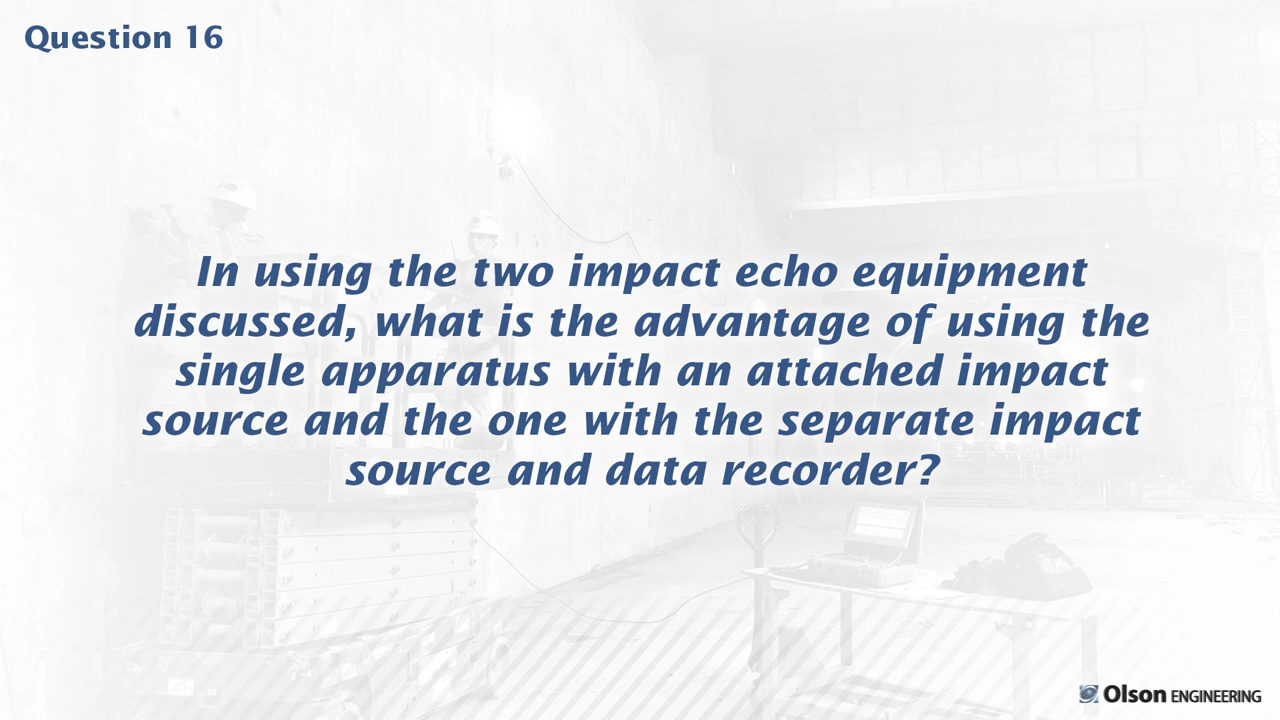 Question 16
In using the two impact echo equipment
discussed, what is the advantage of using the
single apparatus with an attached impact
source and the one with the separate impact
source and data recorder?
Olson ENGINEERING